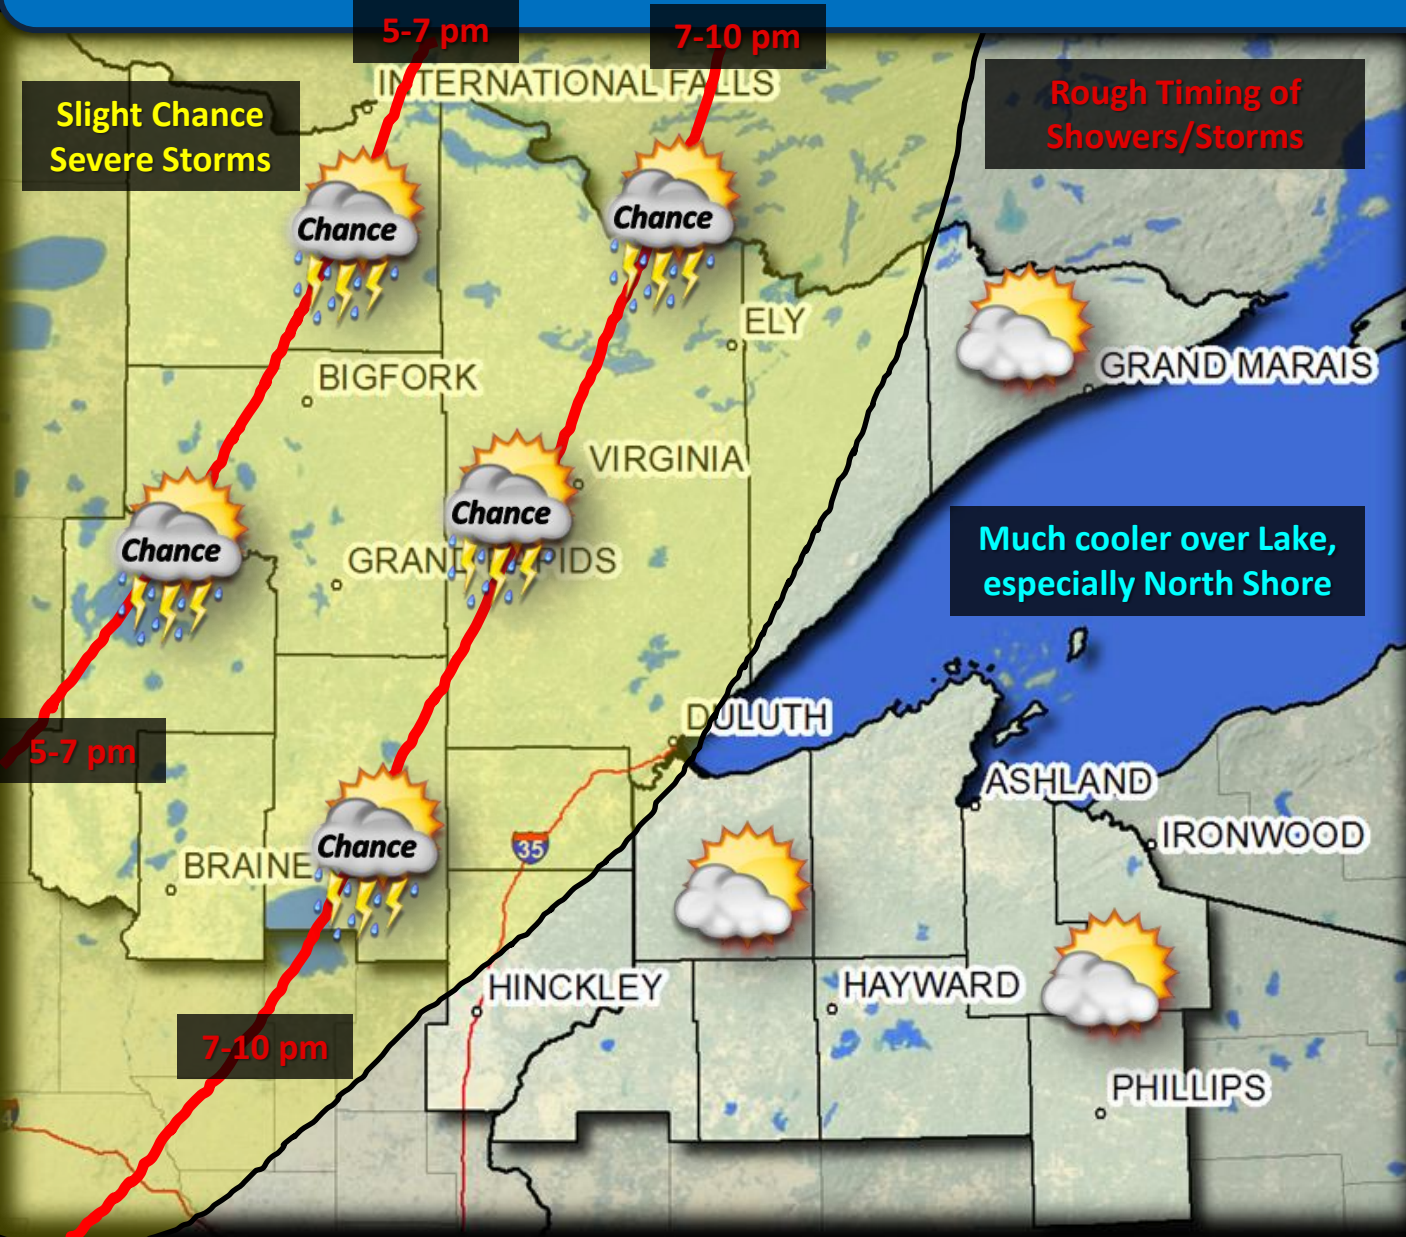 5-7 pm
7-10 pm
INTERNATIONAL FALLS
Slight Chance
Severe Storms
Rough Timing of
Showers/Storms
Chance
Chance
ELY
BIGFORK
GRAND MARAIS
VIRGINIA
Chance
Chance
GRAND RAPIDS
Much cooler over Lake,
especially North Shore
DULUTH
5-7 pm
ASHLAND
IRONWOOD
35
Chance
BRAINE
HINCKLEY
HAYWARD
7-10 pm
PHILLIPS